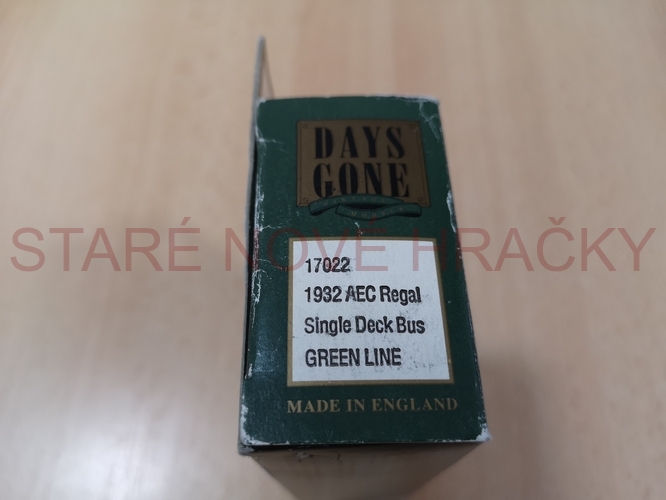 DAYS
GONE
STARÉ NOVÉ HRAČKY
17022
1932 AEC Regal
Single Deck Bus
GREEN LINE
MADE IN ENGLAND